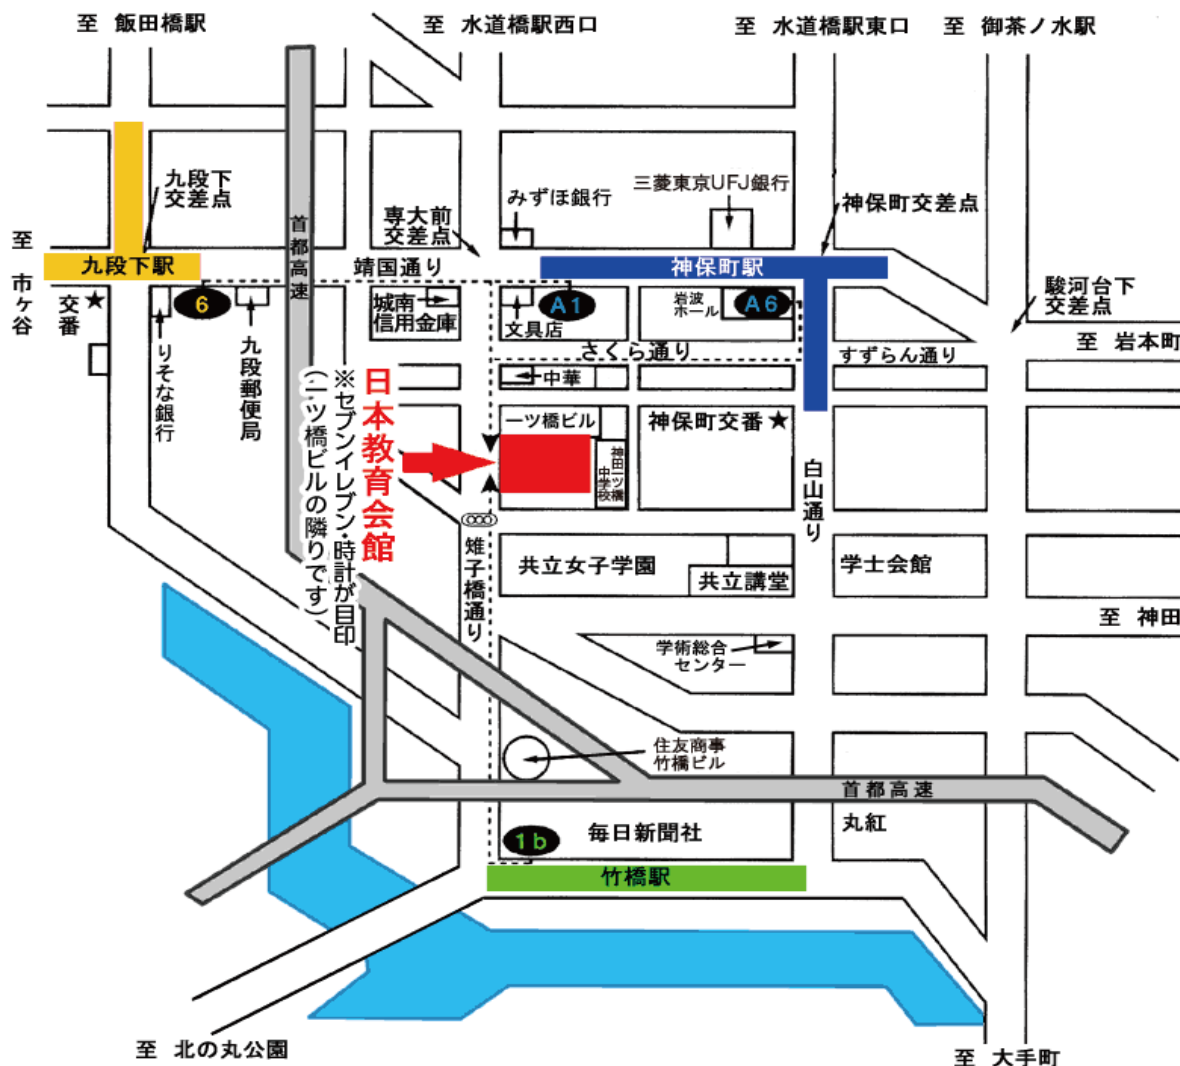 至 飯田橋駅
至 水道橋駅西口
至 水道橋駅東口
至 御茶ノ水駅
九段下
交差点
首都高速
専大前
交差点
みずほ銀行
三菱東京UFJ銀行
神保町交差点
至 市ヶ谷
九段下駅
靖国通り
神保町駅
駿河台下
交差点
交番★
りそな銀行
6
九段郵便局
城南
信用金庫
文具店
A1
岩波
ホール
A6
至 岩本町
さくら通り
すずらん通り
中華
日本教育会館
※セブンイレブン・時計が目印
(一ツ橋ビルの隣りです)
一ツ橋ビル
神田一ツ橋
中学校
神保町交番★
白山通り
雉子橋通り
共立女子学園
共立講堂
学士会館
至 神田
学術総合
センター
住友商事
竹橋ビル
首都高速
丸紅
1b
毎日新聞社
竹橋駅
至 北の丸公園
至 大手町